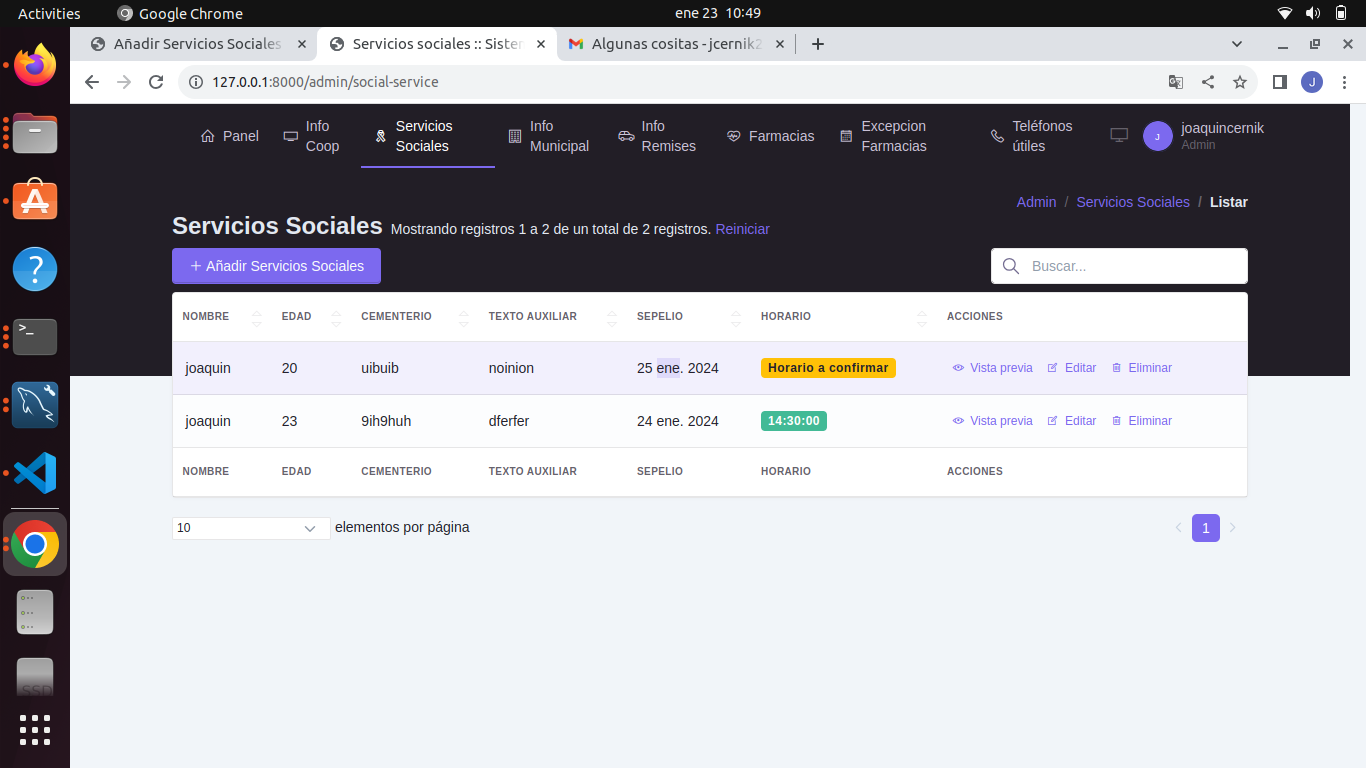 Activities Google Chrome ene 23 10:49
Añadir Servicios Sociales Servicios sociales :: Sister Algunas cositas - jcernik2
127.0.0.1:8000/admin/social-service J
Panel Info Coop Servicios Sociales Info Municipal Info Remises Farmacias Excepcion Farmacias Teléfonos útiles J joaquincernik Admin
Admin / Servicios Sociales / Listar
Servicios Sociales Mostrando registros 1 a 2 de un total de 2 registros. Reiniciar
+ Añadir Servicios Sociales Buscar...
NOMBRE EDAD CEMENTERIO TEXTO AUXILIAR SEPELIO HORARIO ACCIONES
joaquin 20 uibuib noinion 25 ene. 2024 Horario a confirmar Vista previa Editar Eliminar
joaquin 23 9ih9huh dferfer 24 ene. 2024 14:30:00 Vista previa Editar Eliminar
NOMBRE EDAD CEMENTERIO TEXTO AUXILIAR SEPELIO HORARIO ACCIONES
10 elementos por página 1
SSD